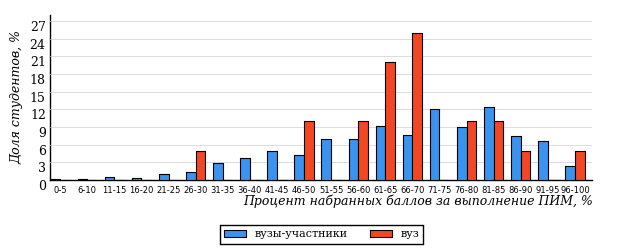 Доля студентов, %
27
24
21
18
15
12
9
6
3
0
0-5 6-10 11-15 16-20 21-25 26-30 31-35 36-40 41-45 46-50 51-55 56-60 61-65 66-70 71-75 76-80 81-85 86-90 91-95 96-100
Процент набранных баллов за выполнение ПИМ, %
вузы-участники вуз